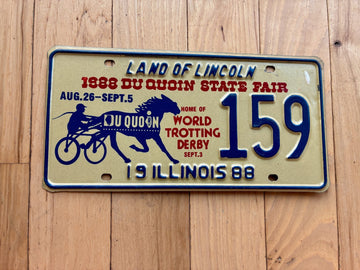 LAND OF LINCOLN
1988 DU QUOIN STATE FAIR
AUG. 26-SEPT. 5
DU QUOIN
HOME OF
WORLD
TROTTING
DERBY
SEPT. 3
159
19 ILLINOIS 88